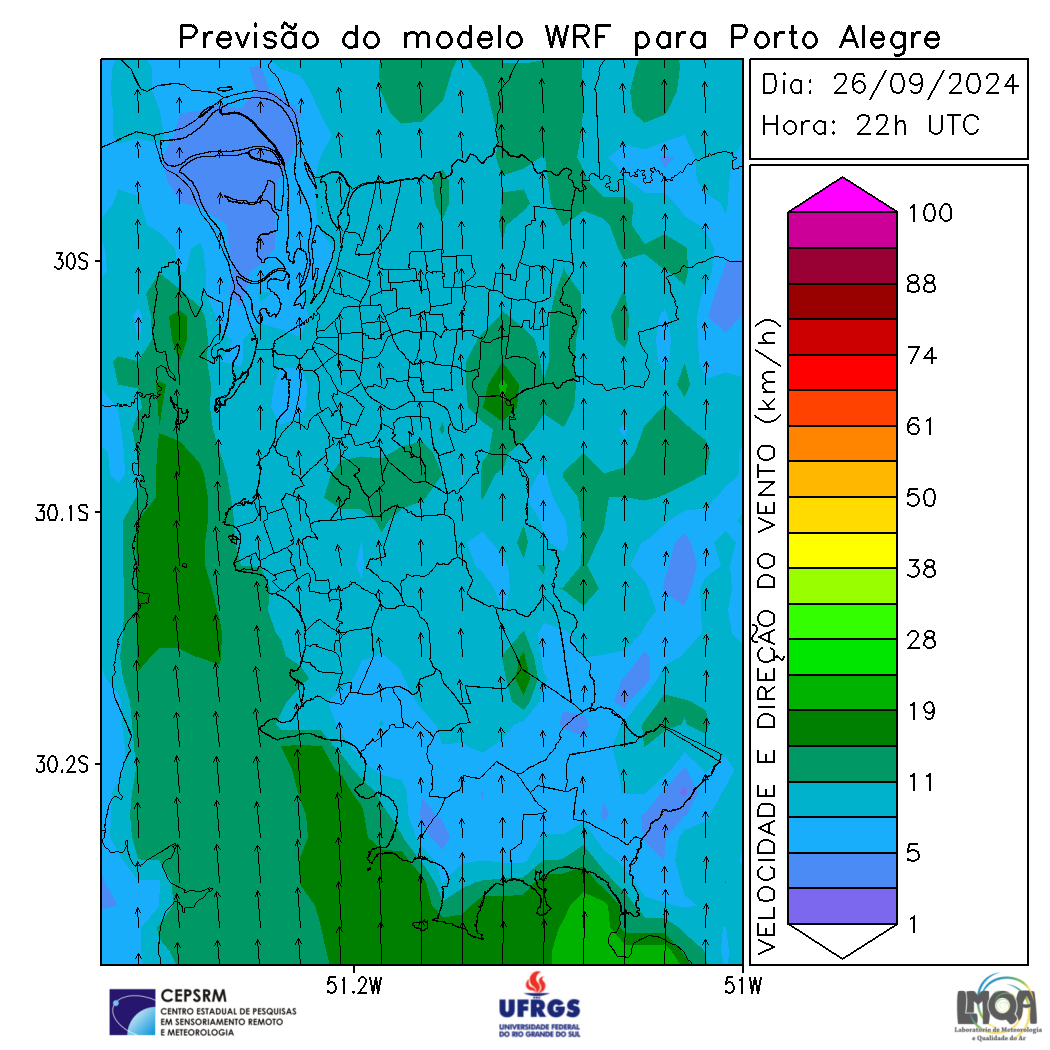 Previsão do modelo WRF para Porto Alegre
Dia: 26/09/2024
Hora: 22h UTC
30S
30.1S
30.2S
51.2W
51W
VELOCIDADE E DIREÇÃO DO VENTO (km/h)
100
88
74
61
50
38
28
19
11
5
1
CEPSRM
CENTRO ESTADUAL DE PESQUISAS
EM SENSORIAMENTO REMOTO
E METEOROLOGIA
UFRGS
UNIVERSIDADE FEDERAL
DO RIO GRANDE DO SUL
LMQA
Laboratório de Meteorologia
e Qualidade do Ar